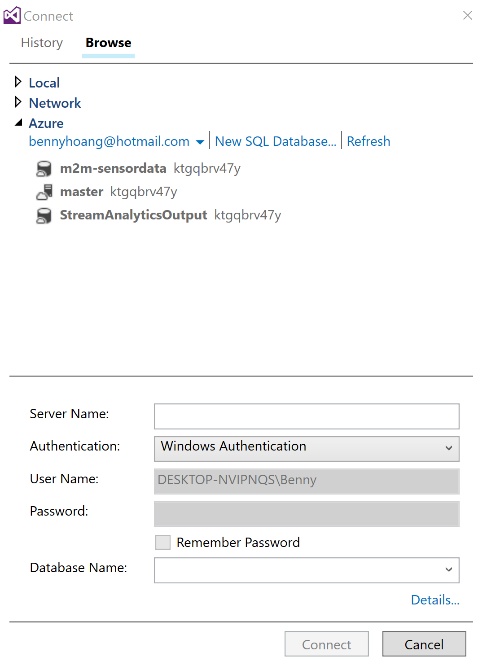 Connect
History Browse
Local
Network
Azure
bennyhoang@hotmail.com New SQL Database... Refresh
m2m-sensordata ktgqbrv47y
master ktgqbrv47y
StreamAnalyticsOutput ktgqbrv47y
Server Name:
Authentication: Windows Authentication
User Name: DESKTOP-NVIPNQS\Benny
Password:
Remember Password
Database Name:
Details...
Connect Cancel